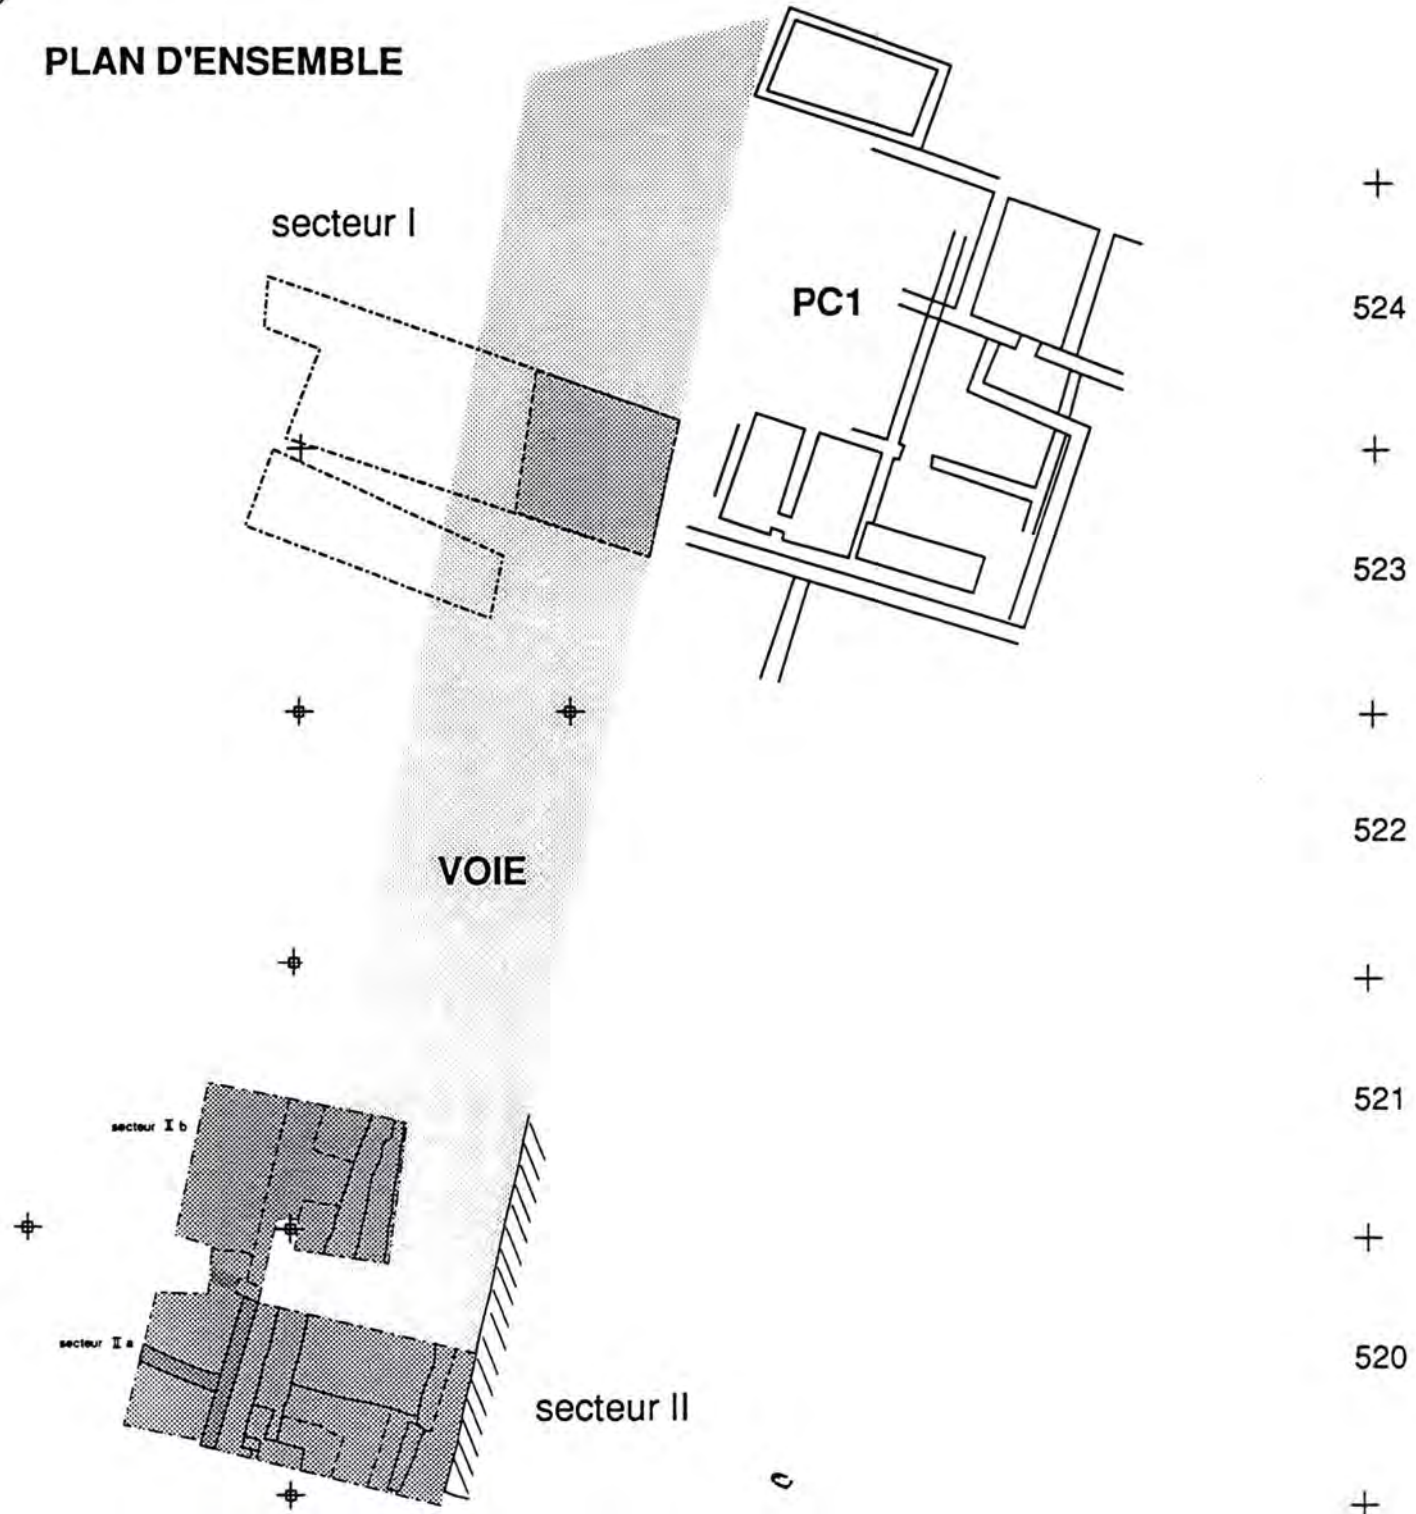 PLAN D'ENSEMBLE
secteur I
PC1
524
523
522
VOIE
521
secteur II b
520
secteur II a
secteur II